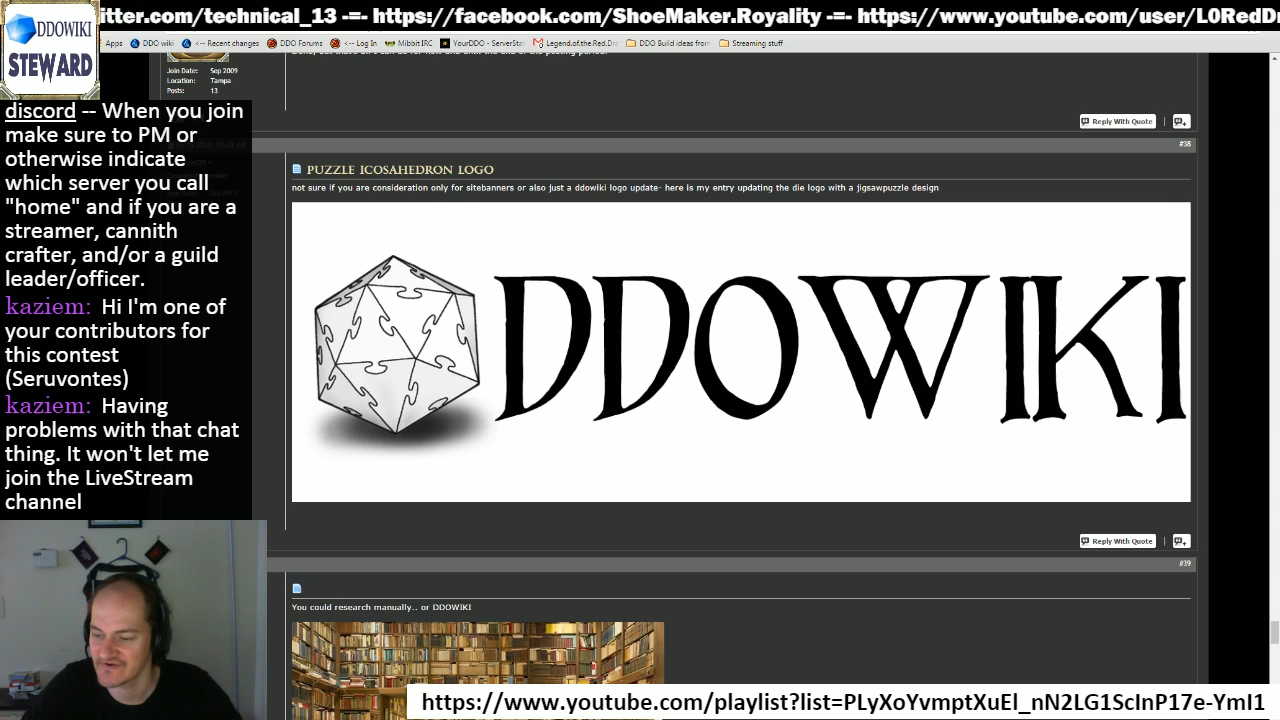 itter.com/technical_13 -=- https://facebook.com/ShoeMaker.Royality -=- https://www.youtube.com/user/L0RedD
DDOWIKI
STEWARD
Apps DDO wiki <-- Recent changes DDO Forums <-- Log In Mibbit IRC YourDDO - ServerStat Legend.of.the.Red.Dra DDO Build ideas from Streaming stuff
Join Date: Sep 2009
Location: Tampa
Posts: 13
Reply With Quote
#38
discord -- When you join
make sure to PM or
otherwise indicate
which server you call
"home" and if you are a
streamer, cannith
crafter, and/or a guild
leader/officer.
kaziem: Hi I'm one of
your contributors for
this contest
(Seruvontes)
kaziem: Having
problems with that chat
thing. It won't let me
join the LiveStream
channel
PUZZLE ICOSAHEDRON LOGO
not sure if you are consideration only for sitebanners or also just a ddowiki logo update- here is my entry updating the die logo with a jigsawpuzzle design
DDOWIKI
Reply With Quote
#39
You could research manually.. or DDOWIKI
https://www.youtube.com/playlist?list=PLyXoYvmptXuEl_nN2LG1ScInP17e-YmI1